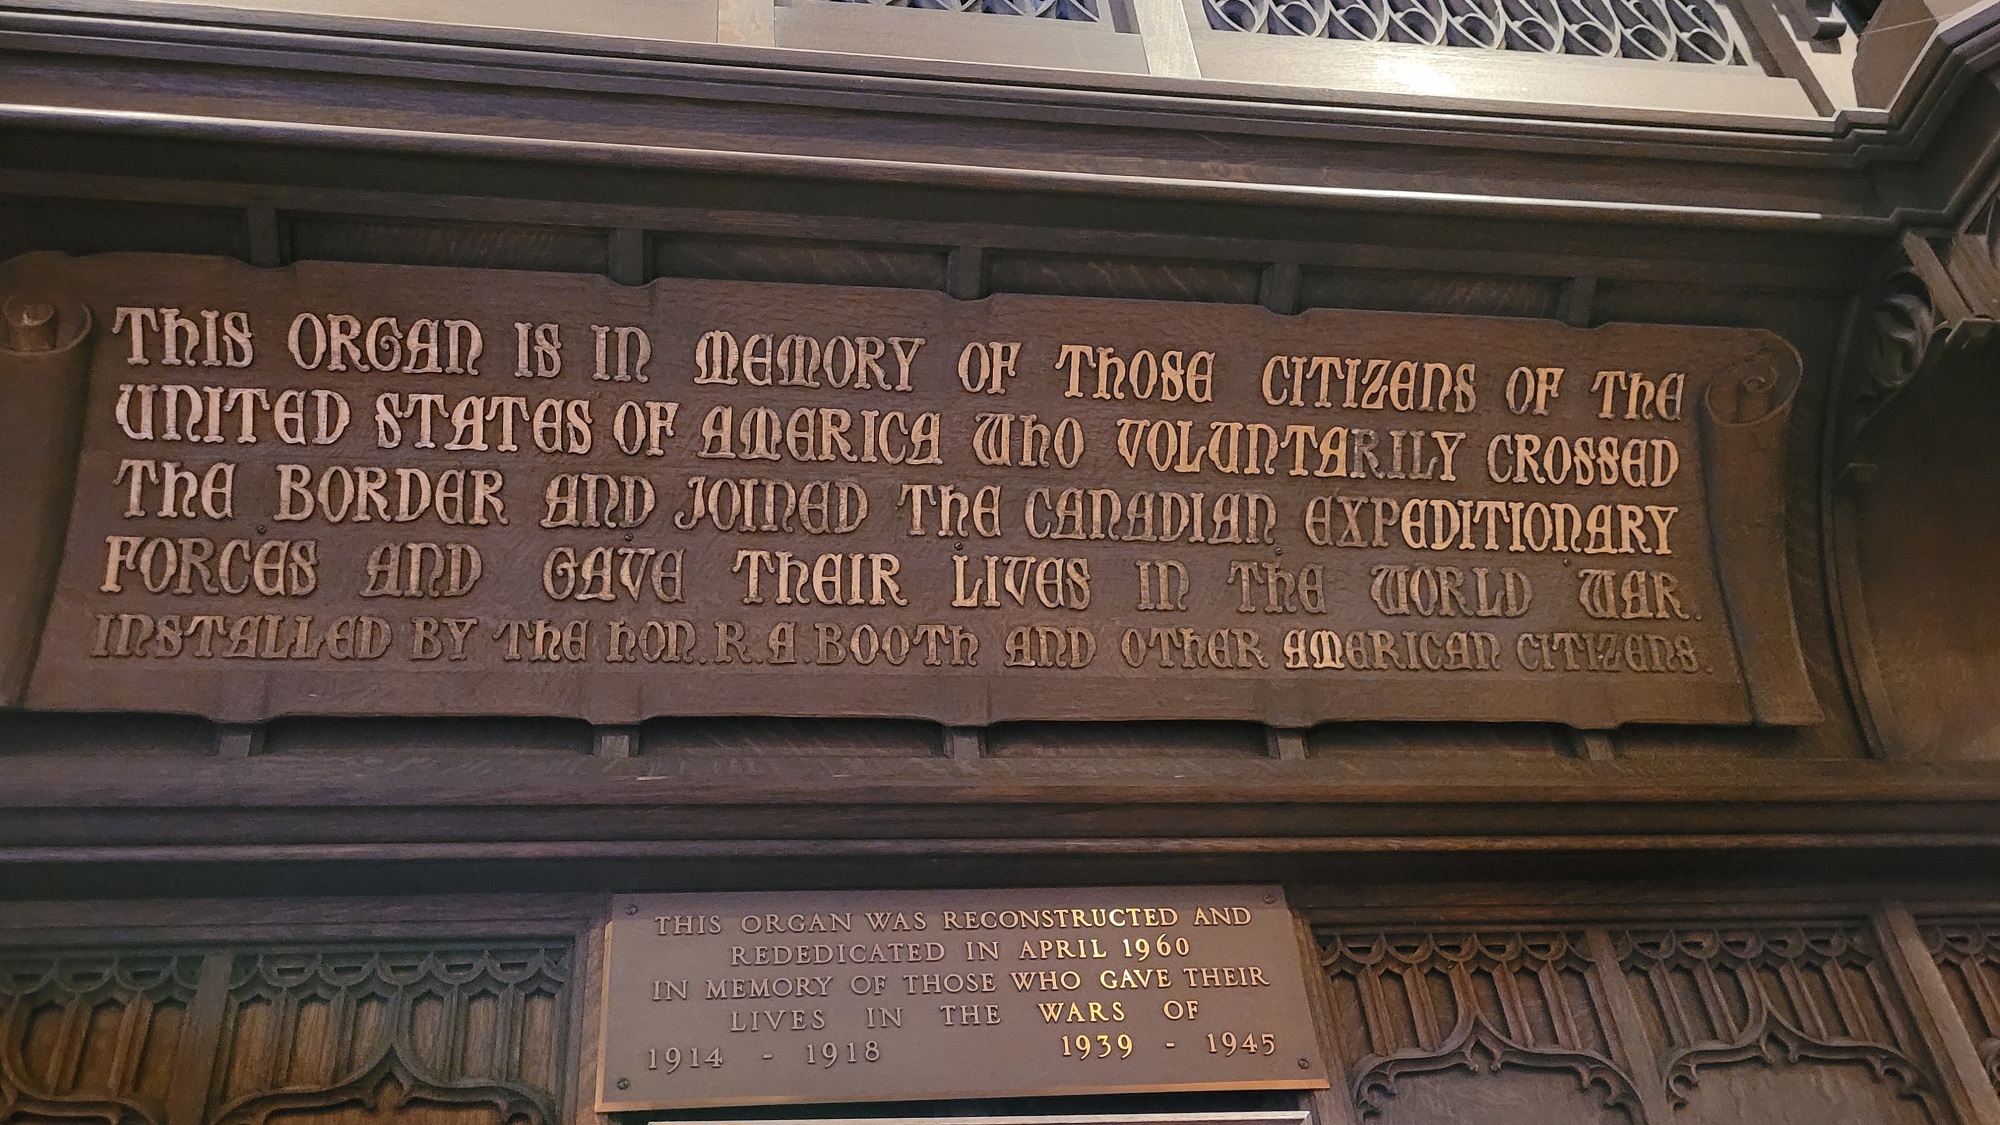 THIS ORGAN IS IN MEMORY OF THOSE CITIZENS OF THE
UNITED STATES OF AMERICA WHO VOLUNTARILY CROSSED
THE BORDER AND JOINED THE CANADIAN EXPEDITIONARY
FORCES AND GAVE THEIR LIVES IN THE WORLD WAR.
INSTALLED BY THE HON. R. A. BOOTH AND OTHER AMERICAN CITIZENS.
THIS ORGAN WAS RECONSTRUCTED AND
REDEDICATED IN APRIL 1960
IN MEMORY OF THOSE WHO GAVE THEIR
LIVES IN THE WARS OF
1914 - 1918 1939 - 1945